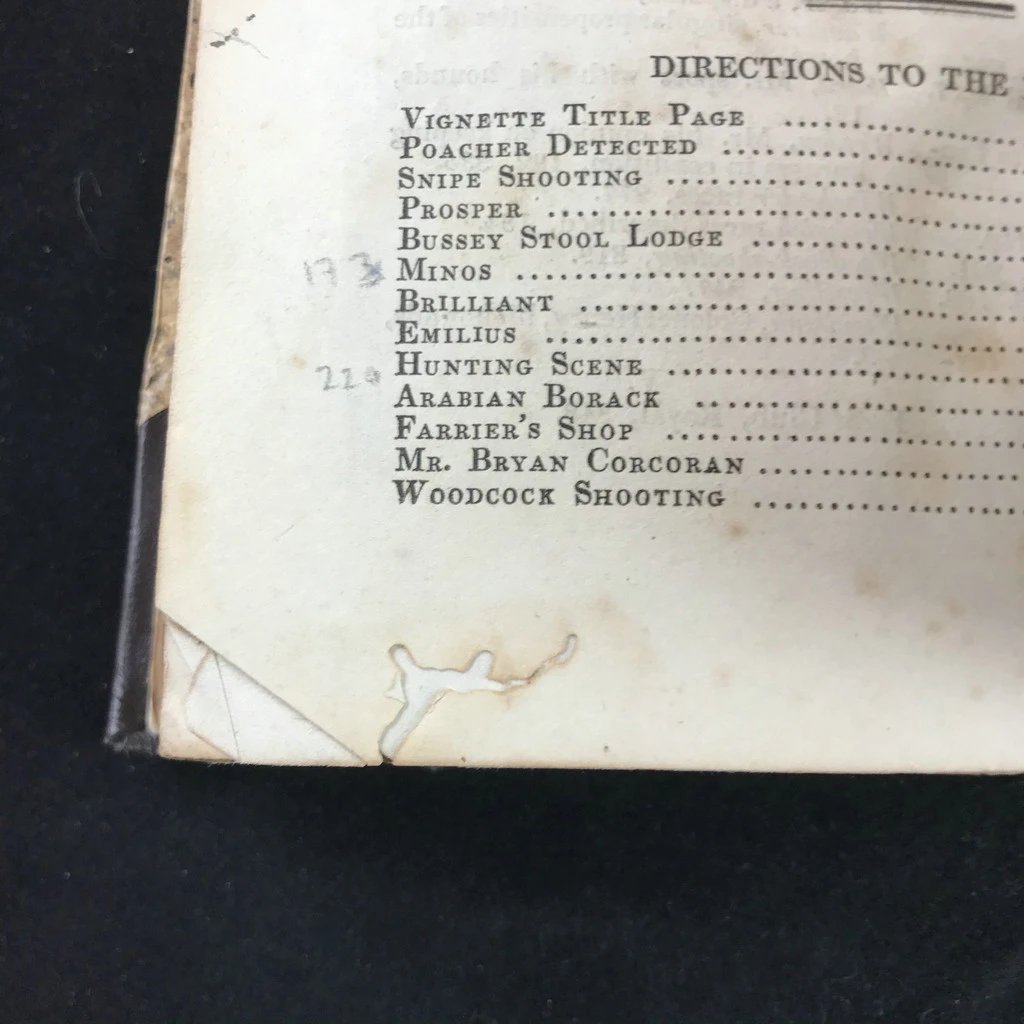 DIRECTIONS TO THE
VIGNETTE TITLE PAGE ................
POACHER DETECTED ....................
SNIPE SHOOTING ........................
PROSPER ................................
BUSSEY STOOL LODGE ..................
173 MINOS ..................................
BRILLIANT ..............................
EMILIUS ................................
220 HUNTING SCENE ........................
ARABIAN BORACK ......................
FARRIER'S SHOP ........................
MR. BRYAN CORCORAN ..................
WOODCOCK SHOOTING ..................